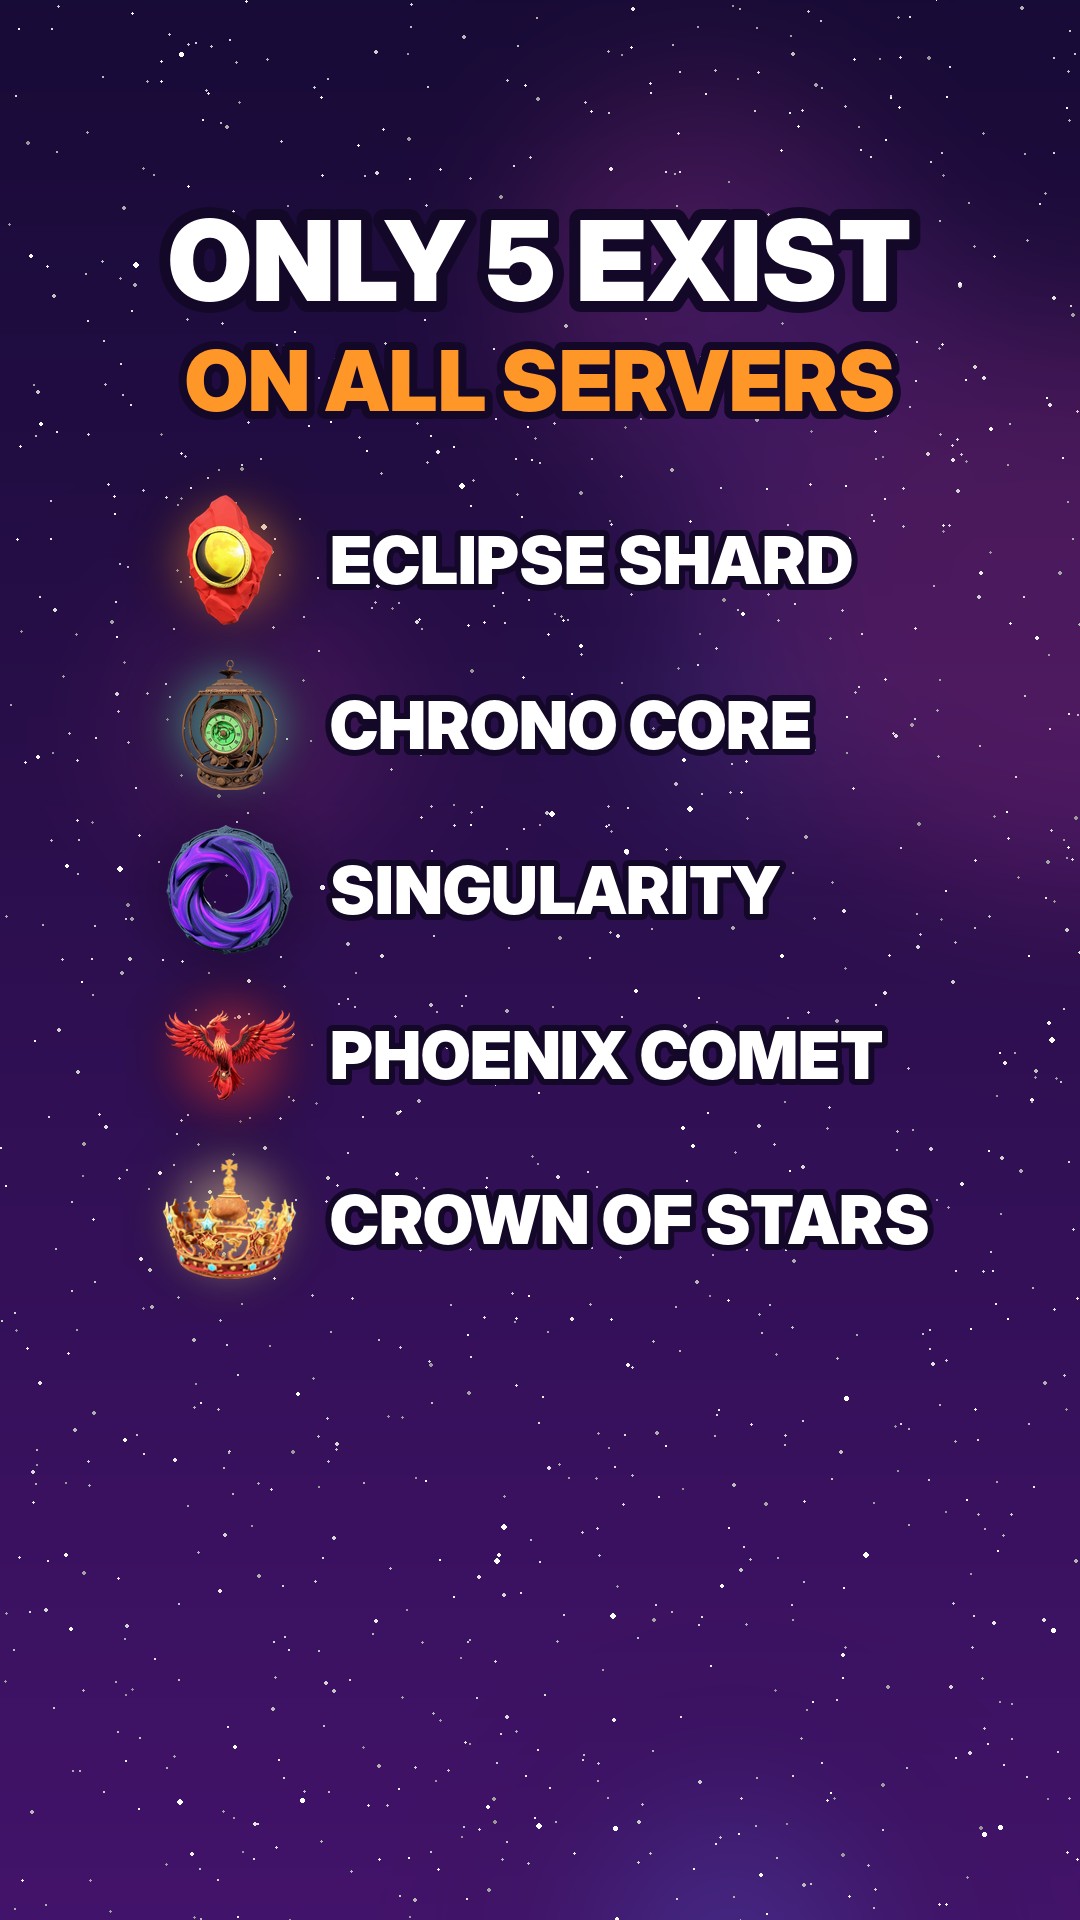 ONLY 5 EXIST
ON ALL SERVERS
ECLIPSE SHARD
CHRONO CORE
SINGULARITY
PHOENIX COMET
CROWN OF STARS